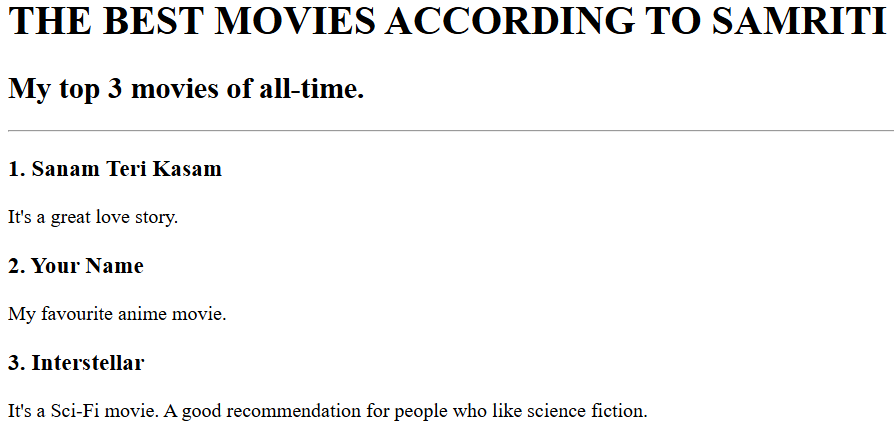 THE BEST MOVIES ACCORDING TO SAMRITI
My top 3 movies of all-time.
1. Sanam Teri Kasam
It's a great love story.
2. Your Name
My favourite anime movie.
3. Interstellar
It's a Sci-Fi movie. A good recommendation for people who like science fiction.